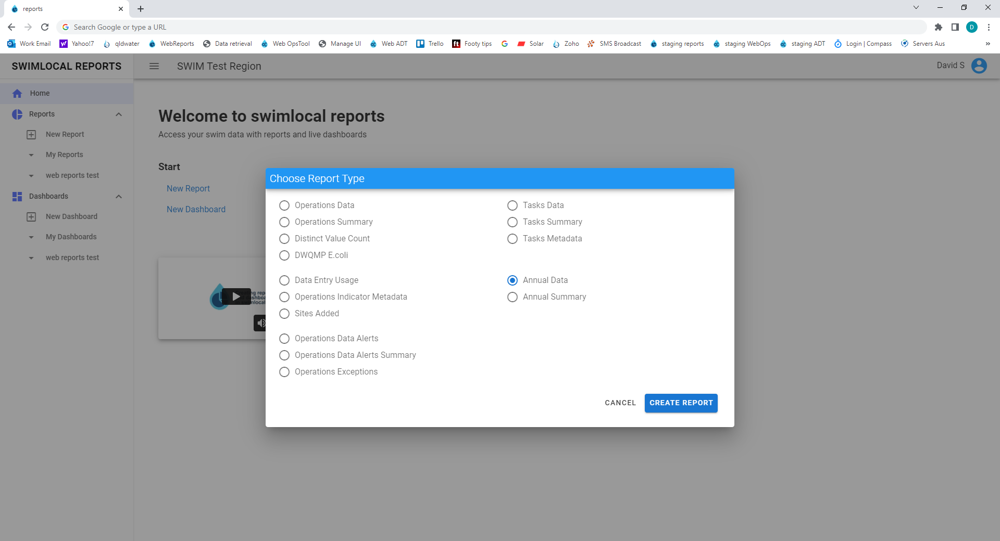 reports
Search Google or type a URL
D
Work Email
Yahoo!7
qldwater
WebReports
Data retrieval
Web OpsTool
Manage UI
Web ADT
Trello
ft Footy tips
Solar
Zoho
SMS Broadcast
staging reports
staging WebOps
staging ADT
Login | Compass
Servers Aus
»
SWIMLOCAL REPORTS
SWIM Test Region
David S
Home
Reports
New Report
My Reports
web reports test
Dashboards
New Dashboard
My Dashboards
web reports test
Welcome to swimlocal reports
Access your swim data with reports and live dashboards
Start
New Report
New Dashboard
Choose Report Type
Operations Data
Operations Summary
Distinct Value Count
DWQMP E.coli
Data Entry Usage
Operations Indicator Metadata
Sites Added
Operations Data Alerts
Operations Data Alerts Summary
Operations Exceptions
Tasks Data
Tasks Summary
Tasks Metadata
Annual Data
Annual Summary
CANCEL
CREATE REPORT